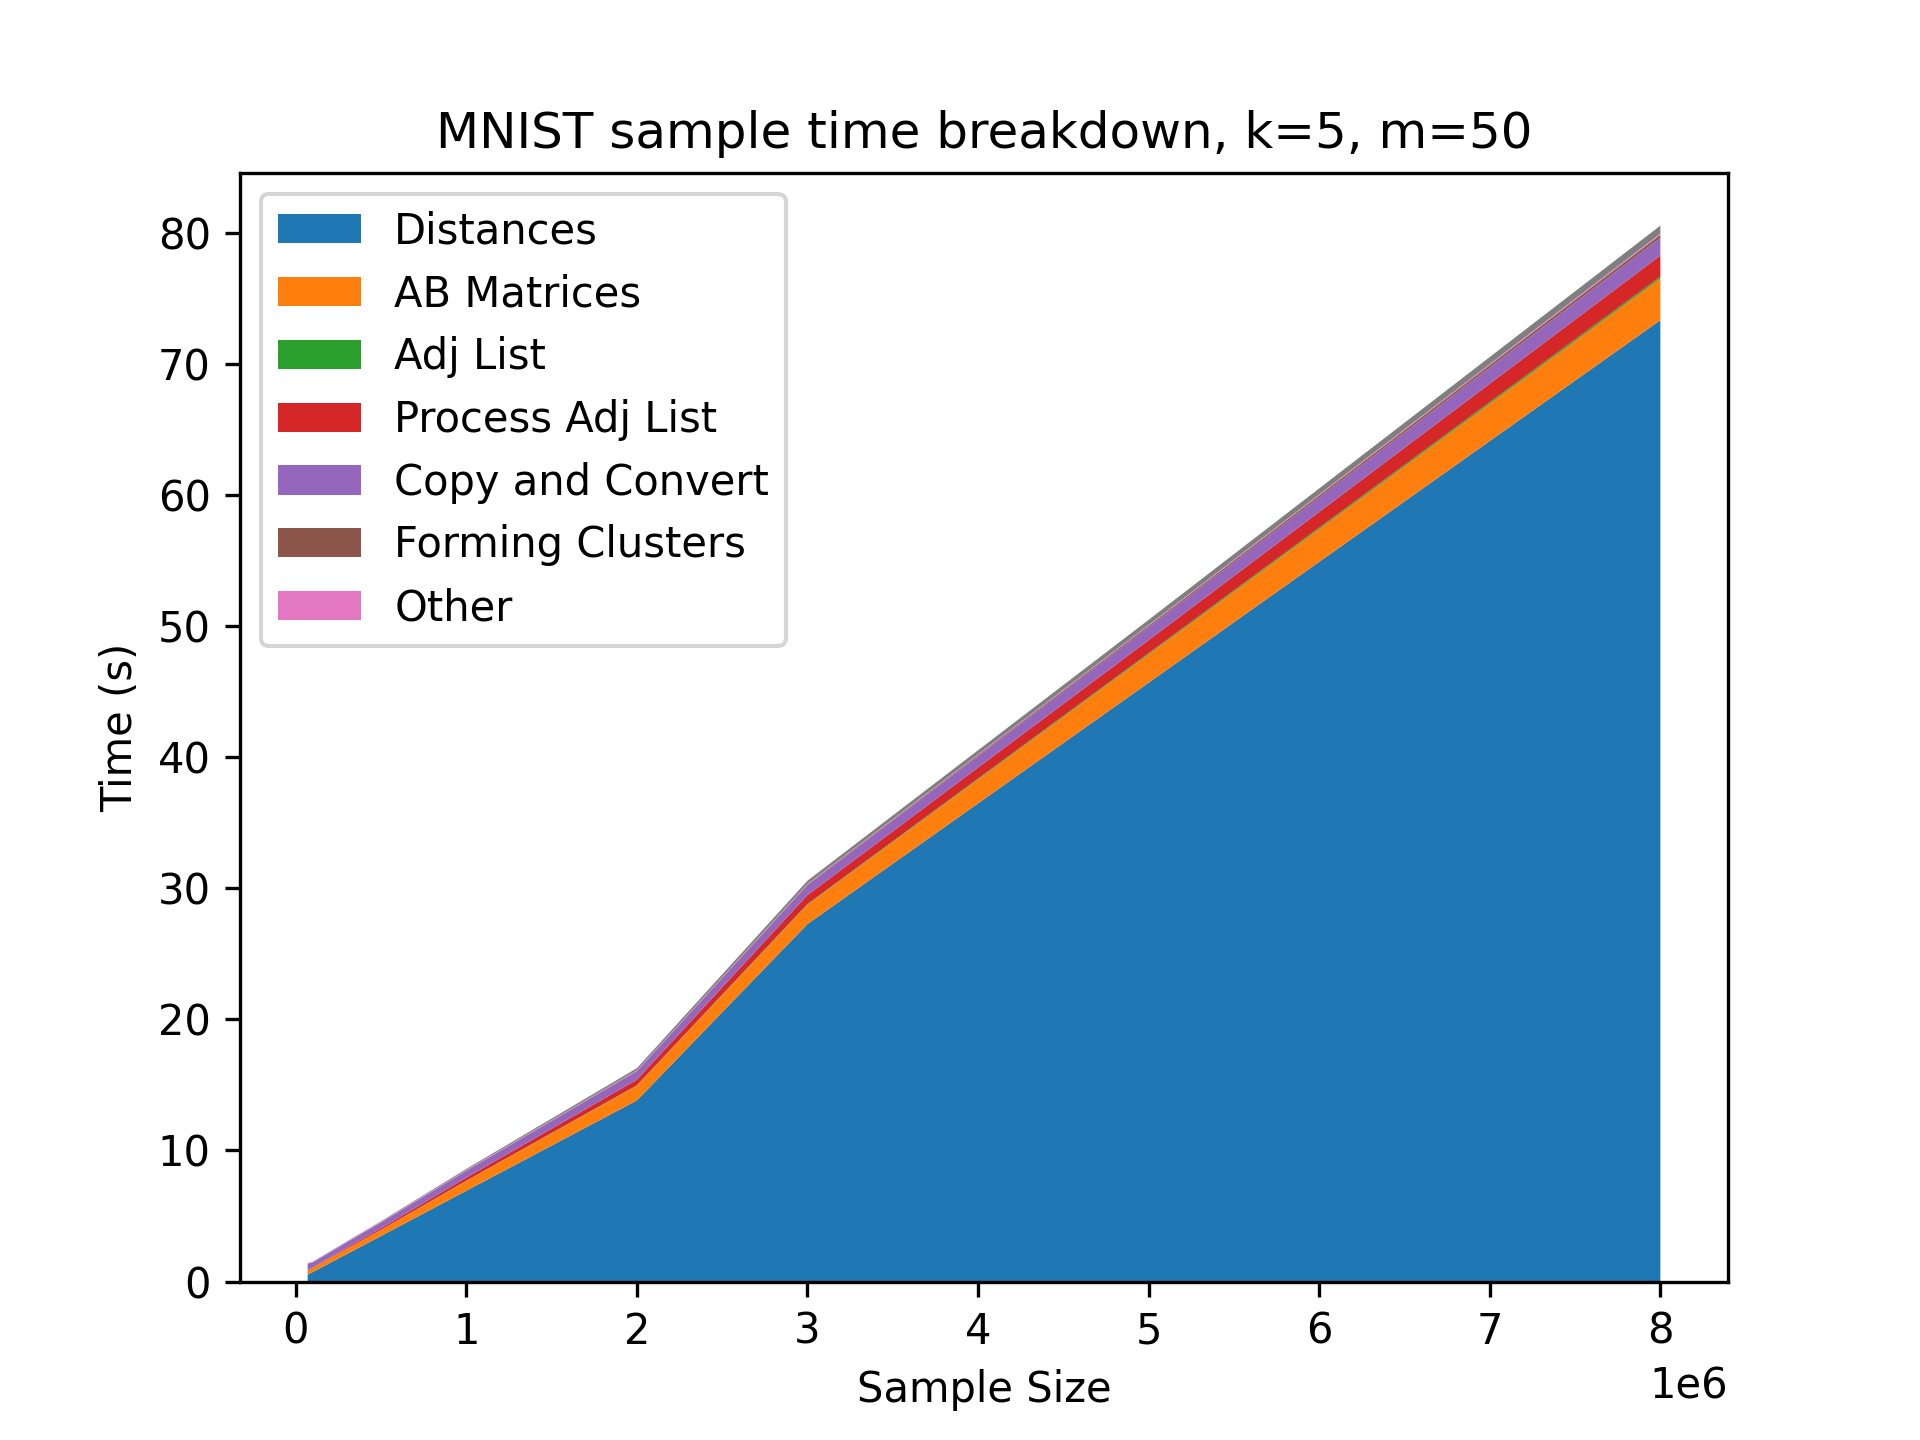 MNIST sample time breakdown, k=5, m=50
Distances
AB Matrices
Adj List
Process Adj List
Copy and Convert
Forming Clusters
Other
80
70
60
50
40
30
20
10
0
Time (s)
0 1 2 3 4 5 6 7 8
1e6
Sample Size